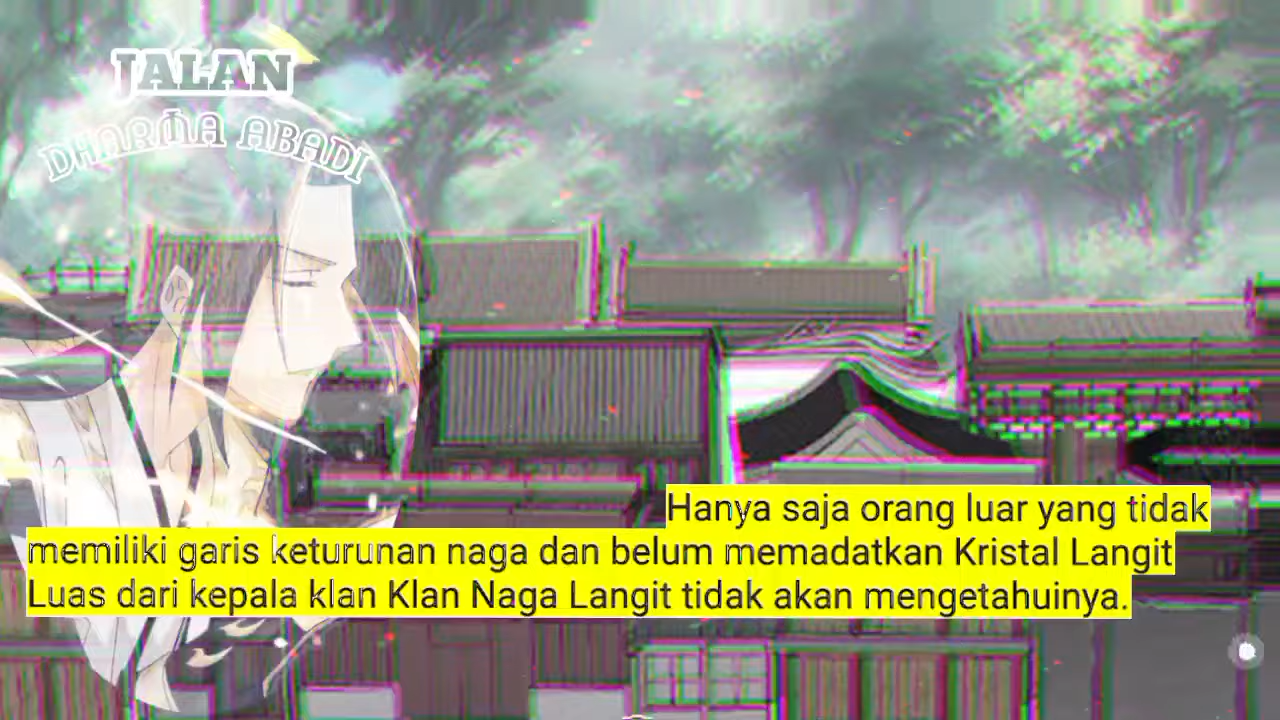 JALAN
DHARMA ABADI
Hanya saja orang luar yang tidak
memiliki garis keturunan naga dan belum memadatkan Kristal Langit
Luas dari kepala klan Klan Naga Langit tidak akan mengetahuinya.